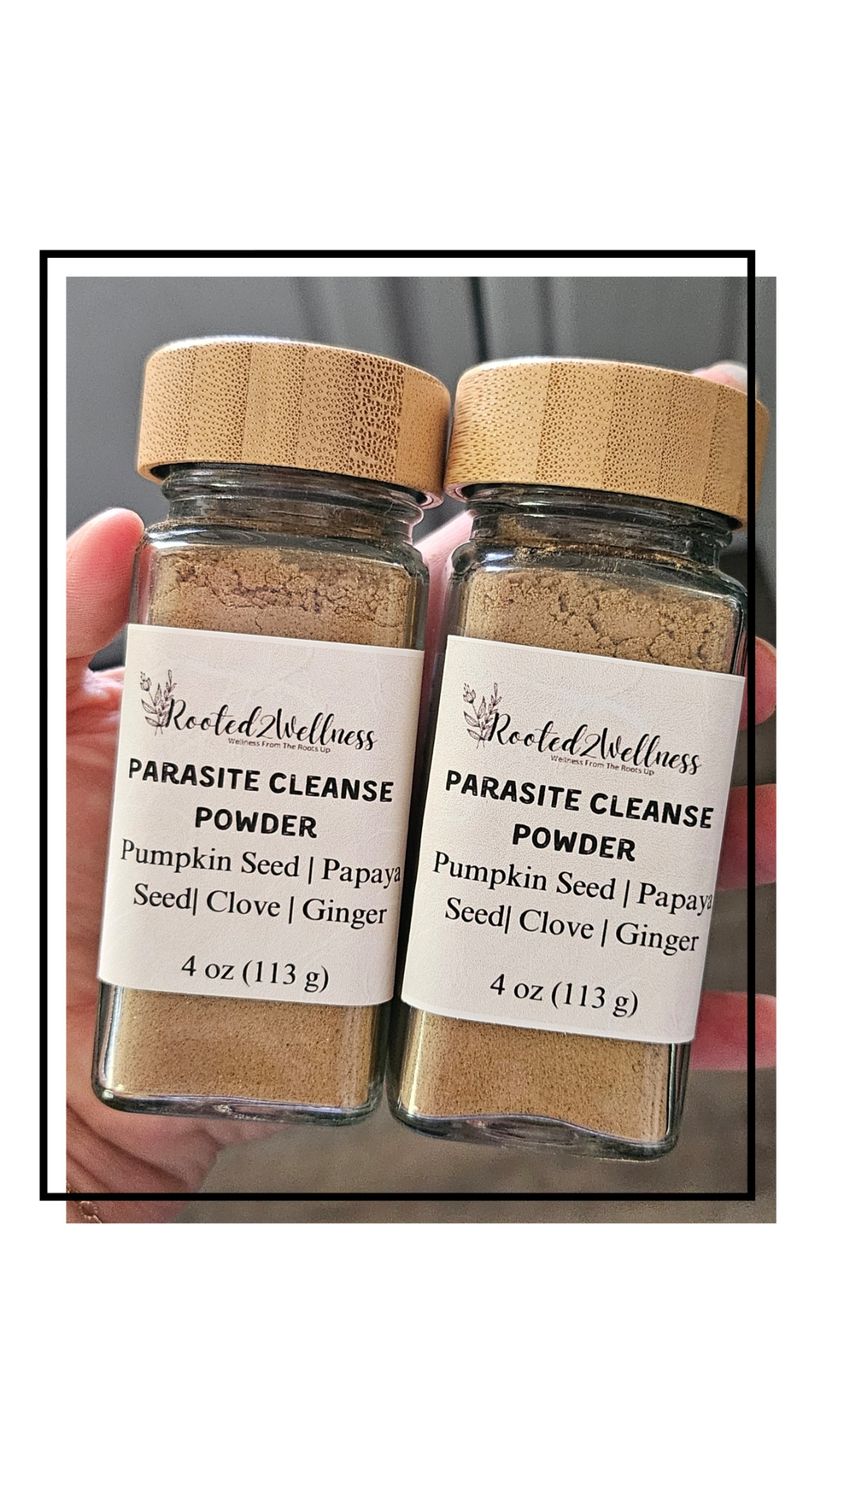 Rooted2Wellness
Wellness From The Roots Up
PARASITE CLEANSE
POWDER
Pumpkin Seed | Papaya
Seed| Clove | Ginger
4 oz (113 g)
Rooted2Wellness
Wellness From The Roots Up
PARASITE CLEANSE
POWDER
Pumpkin Seed | Papaya
Seed| Clove | Ginger
4 oz (113 g)